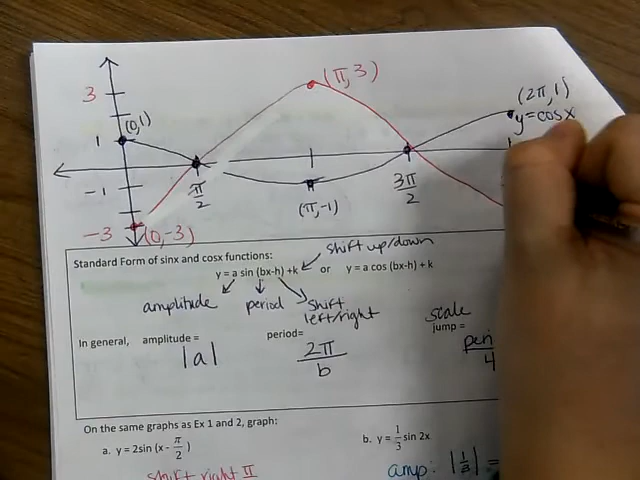 3
(π, 3)
(2π, 1)
y=cosx
1
(0,1)
-1
π/2
(π,-1)
3π/2
-3
(0,-3)
Standard Form of sinx and cosx functions:
shift up/down
y = a sin (bx-h) +k or y = a cos (bx-h) + k
amplitude period shift left/right
scale
In general, amplitude = period= jump =
|a| 2π/b
On the same graphs as Ex 1 and 2, graph:
a. y = 2sin (x - π/2)
b. y = 1/3 sin 2x
shift right π
amp: |1/3| =